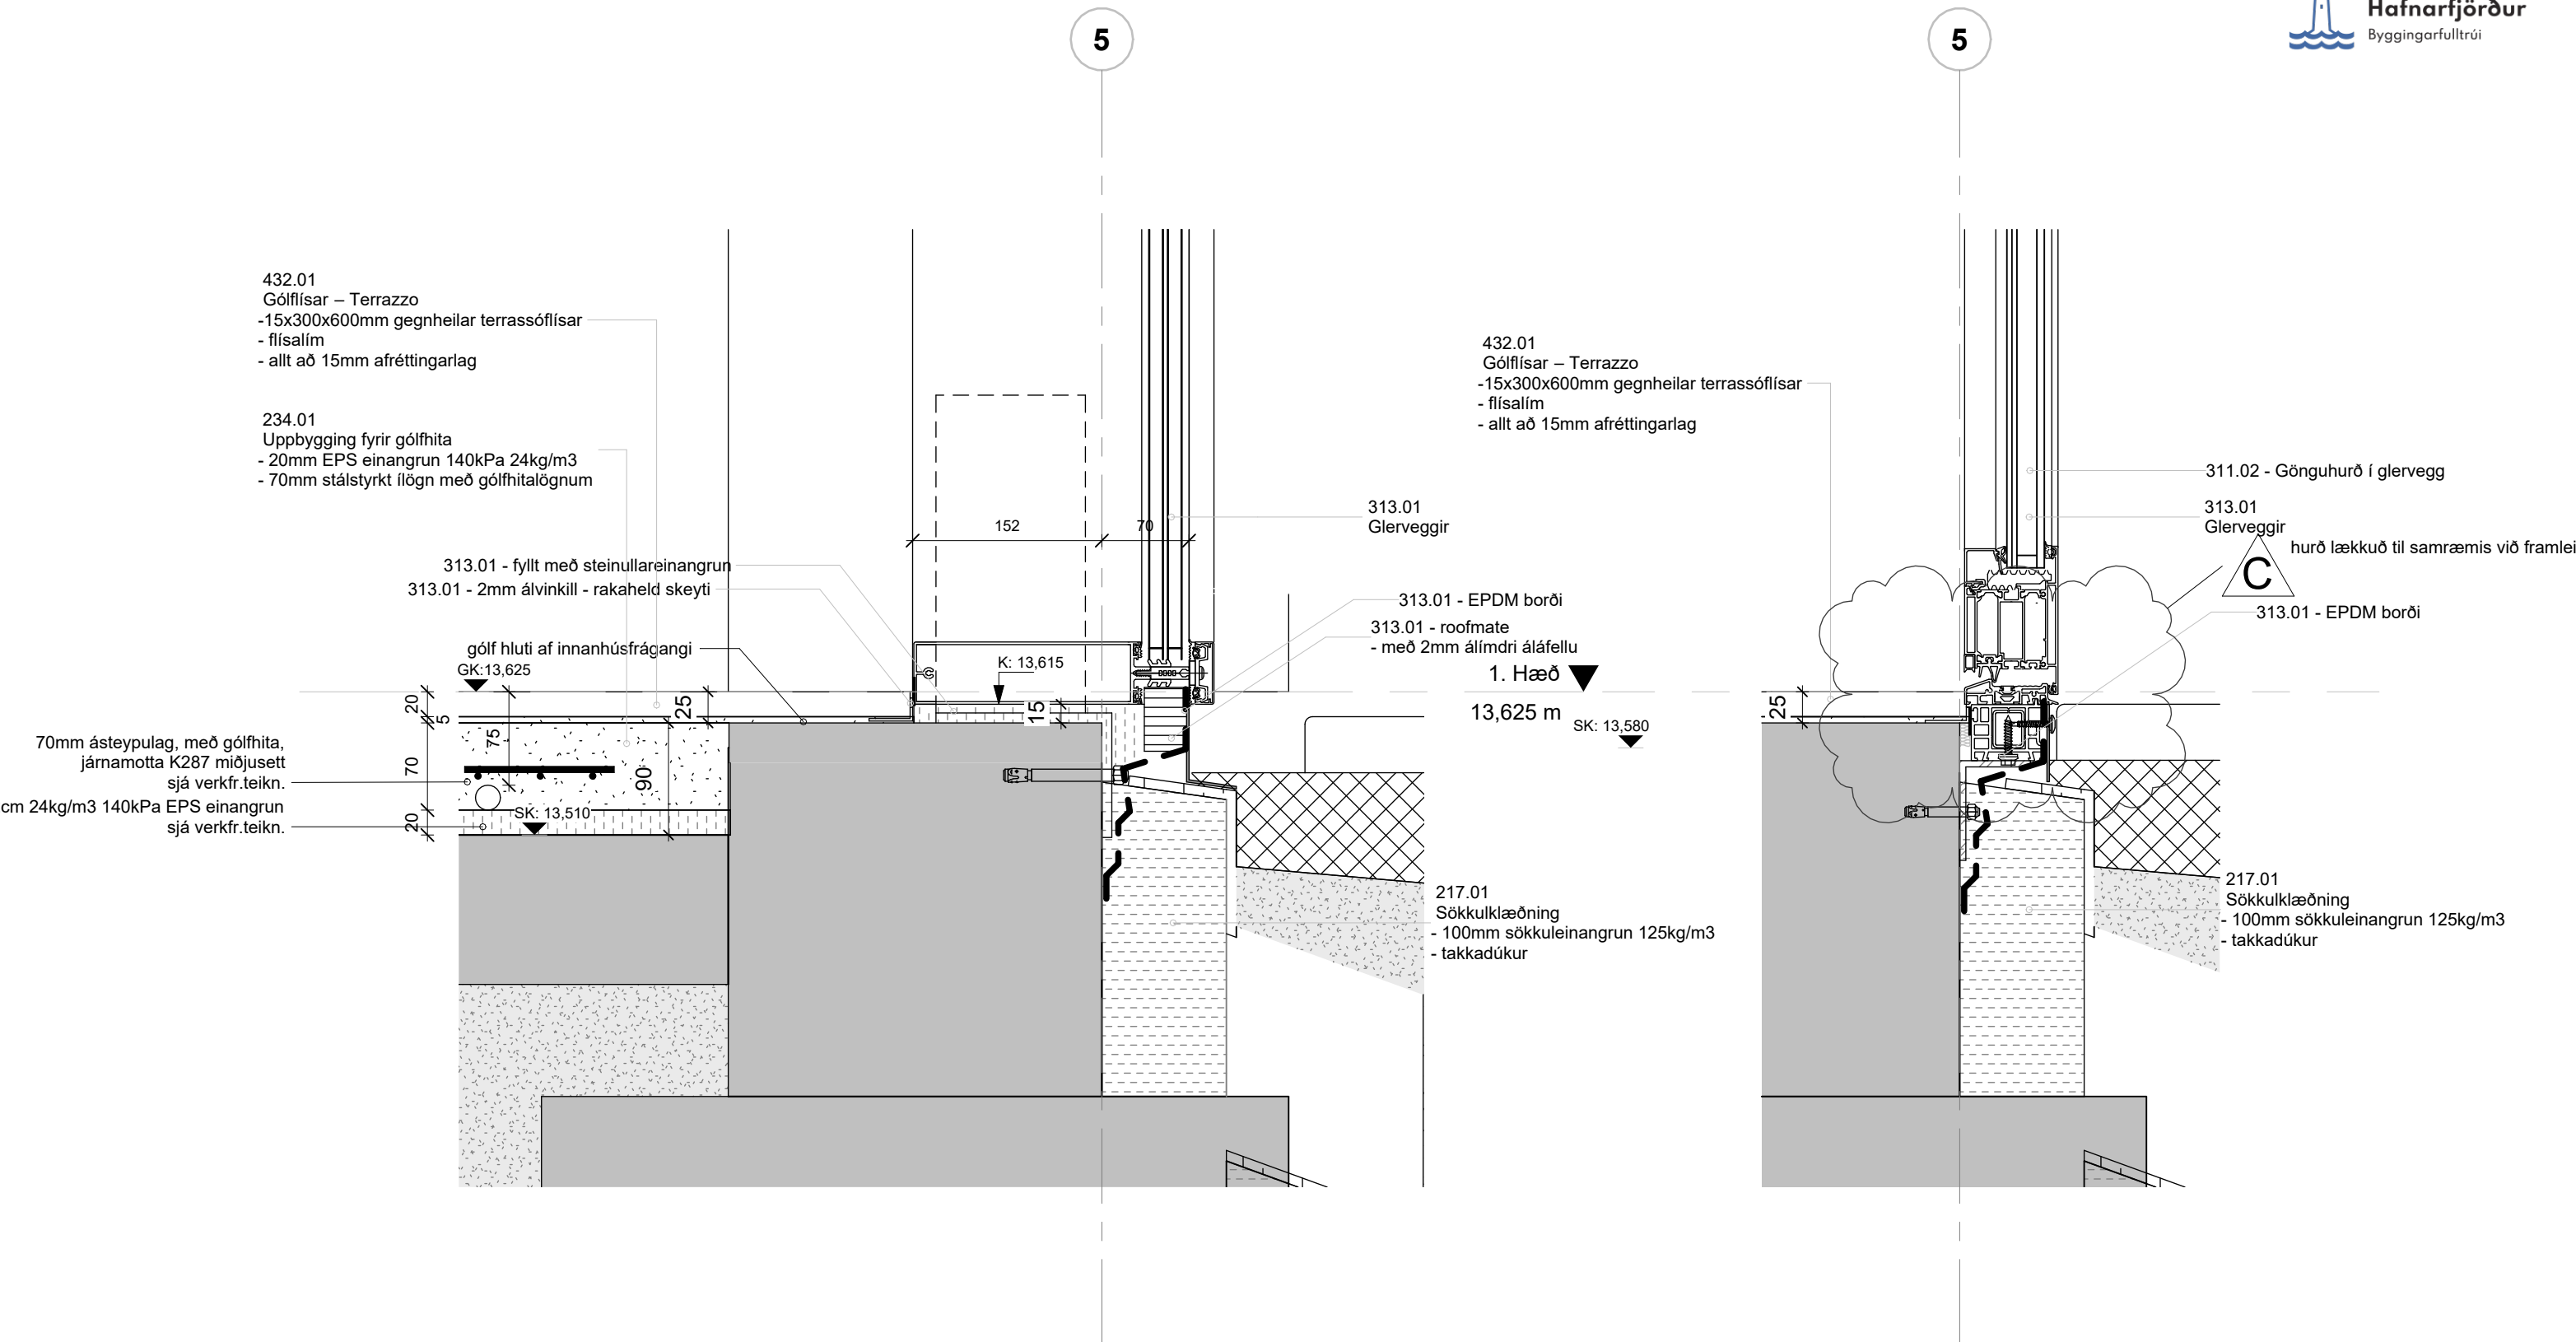 5
5
Hafnarfjörður
Byggingarfulltrúi
432.01
Gólflísar – Terrazzo
-15x300x600mm gegnheilar terrassóflísar
- flísalím
- allt að 15mm afréttingarlag
234.01
Uppbygging fyrir gólfhita
- 20mm EPS einangrun 140kPa 24kg/m3
- 70mm stálstyrkt ílögn með gólfhitalögnum
313.01 - fyllt með steinullareinangrun
313.01 - 2mm álvinkill - rakaheld skeyti
gólf hluti af innanhúsfrágangi
GK:13,625
20
5
75
25
70
90
20
70mm ásteypulag, með gólfhita,
járnamotta K287 miðjusett
sjá verkfr.teikn.
cm 24kg/m3 140kPa EPS einangrun
sjá verkfr.teikn.
SK: 13,510
152
70
K: 13,615
15
313.01
Glerveggir
313.01 - EPDM borði
313.01 - roofmate
- með 2mm álímdri áláfellu
1. Hæð
13,625 m
SK: 13,580
217.01
Sökkulklæðning
- 100mm sökkuleinangrun 125kg/m3
- takkadúkur
432.01
Gólflísar – Terrazzo
-15x300x600mm gegnheilar terrassóflísar
- flísalím
- allt að 15mm afréttingarlag
25
311.02 - Gönguhurð í glervegg
313.01
Glerveggir
hurð lækkuð til samræmis við framlei
C
313.01 - EPDM borði
217.01
Sökkulklæðning
- 100mm sökkuleinangrun 125kg/m3
- takkadúkur